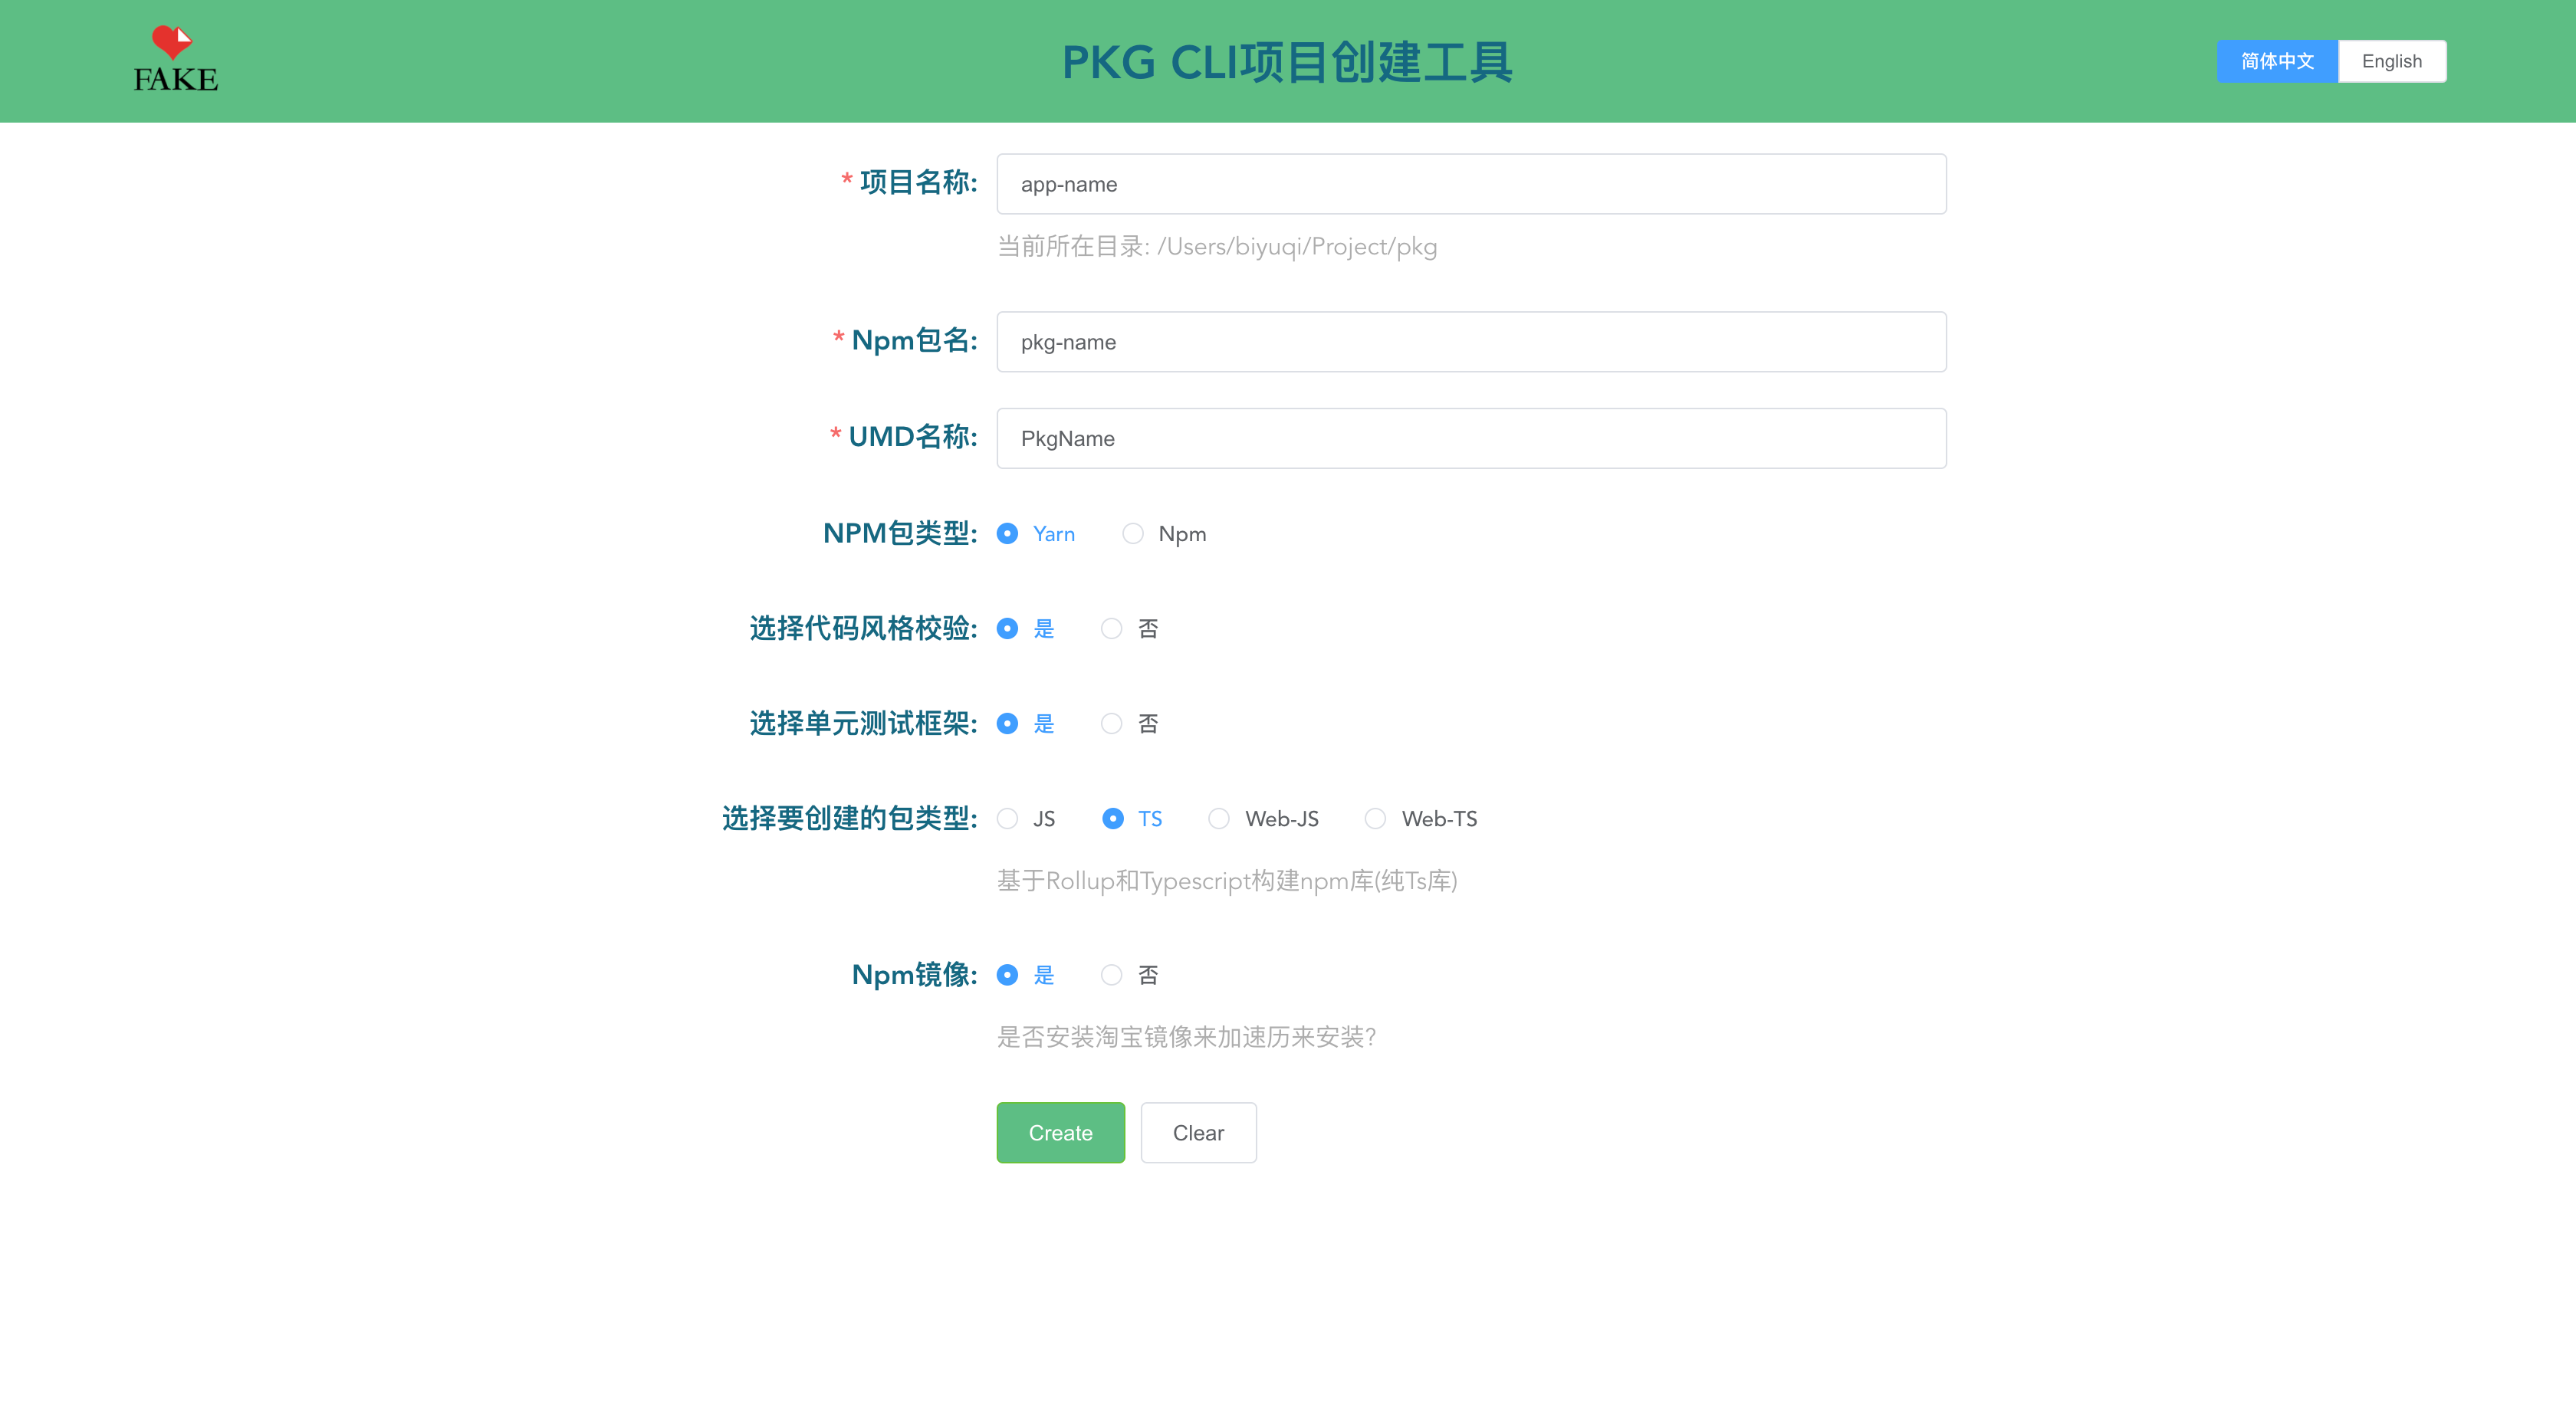 FAKE
PKG CLI项目创建工具
简体中文 English
* 项目名称: app-name
当前所在目录: /Users/biyuqi/Project/pkg
* Npm包名: pkg-name
* UMD名称: PkgName
NPM包类型: Yarn Npm
选择代码风格校验: 是 否
选择单元测试框架: 是 否
选择要创建的包类型: JS TS Web-JS Web-TS
基于Rollup和Typescript构建npm库(纯Ts库)
Npm镜像: 是 否
是否安装淘宝镜像来加速历来安装?
Create Clear